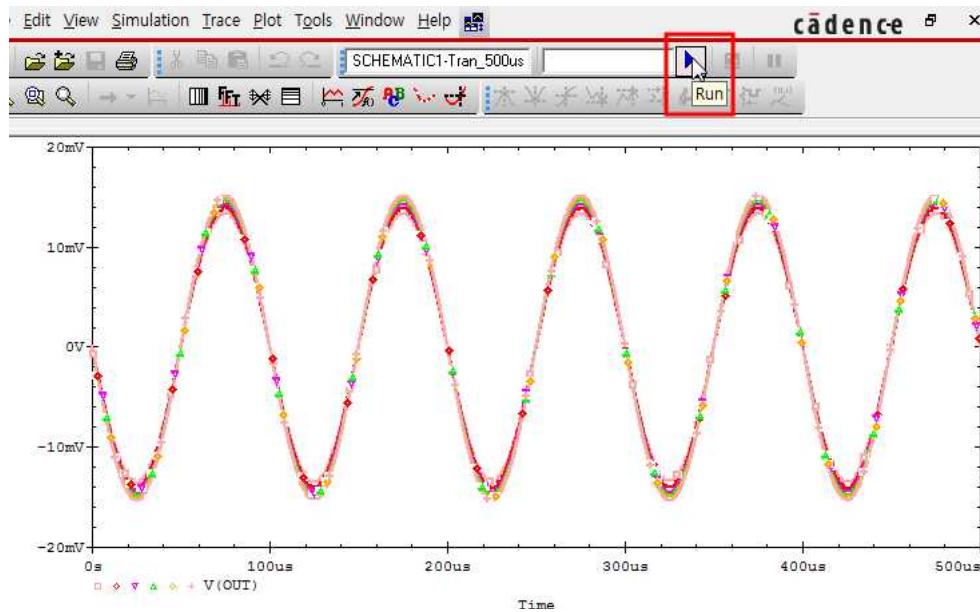 Edit View Simulation Trace Plot Tools Window Help
cādence
SCHEMATIC1-Tran_500us
FFT
Run
20mV
10mV
0V
-10mV
-20mV
0s 100us 200us 300us 400us 500us
V(OUT)
Time